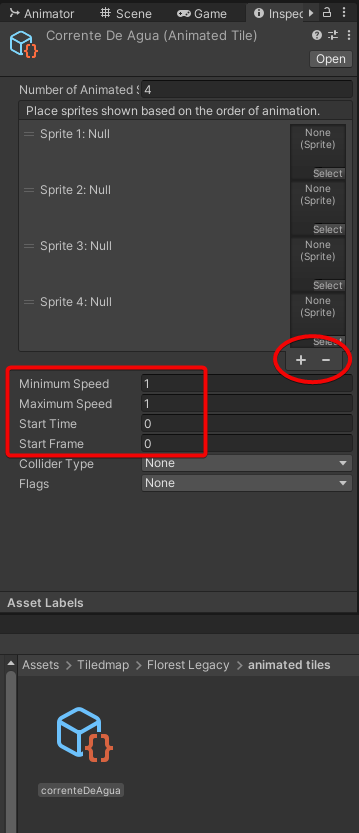 Animator Scene Game Inspec
Corrente De Agua (Animated Tile)
Open
Number of Animated S 4
Place sprites shown based on the order of animation.
Sprite 1: Null
None
(Sprite)
Select
Sprite 2: Null
None
(Sprite)
Select
Sprite 3: Null
None
(Sprite)
Select
Sprite 4: Null
None
(Sprite)
Select
+ −
Minimum Speed 1
Maximum Speed 1
Start Time 0
Start Frame 0
Collider Type None
Flags None
Asset Labels
Assets > Tiledmap > Florest Legacy > animated tiles
{}
correnteDeAgua